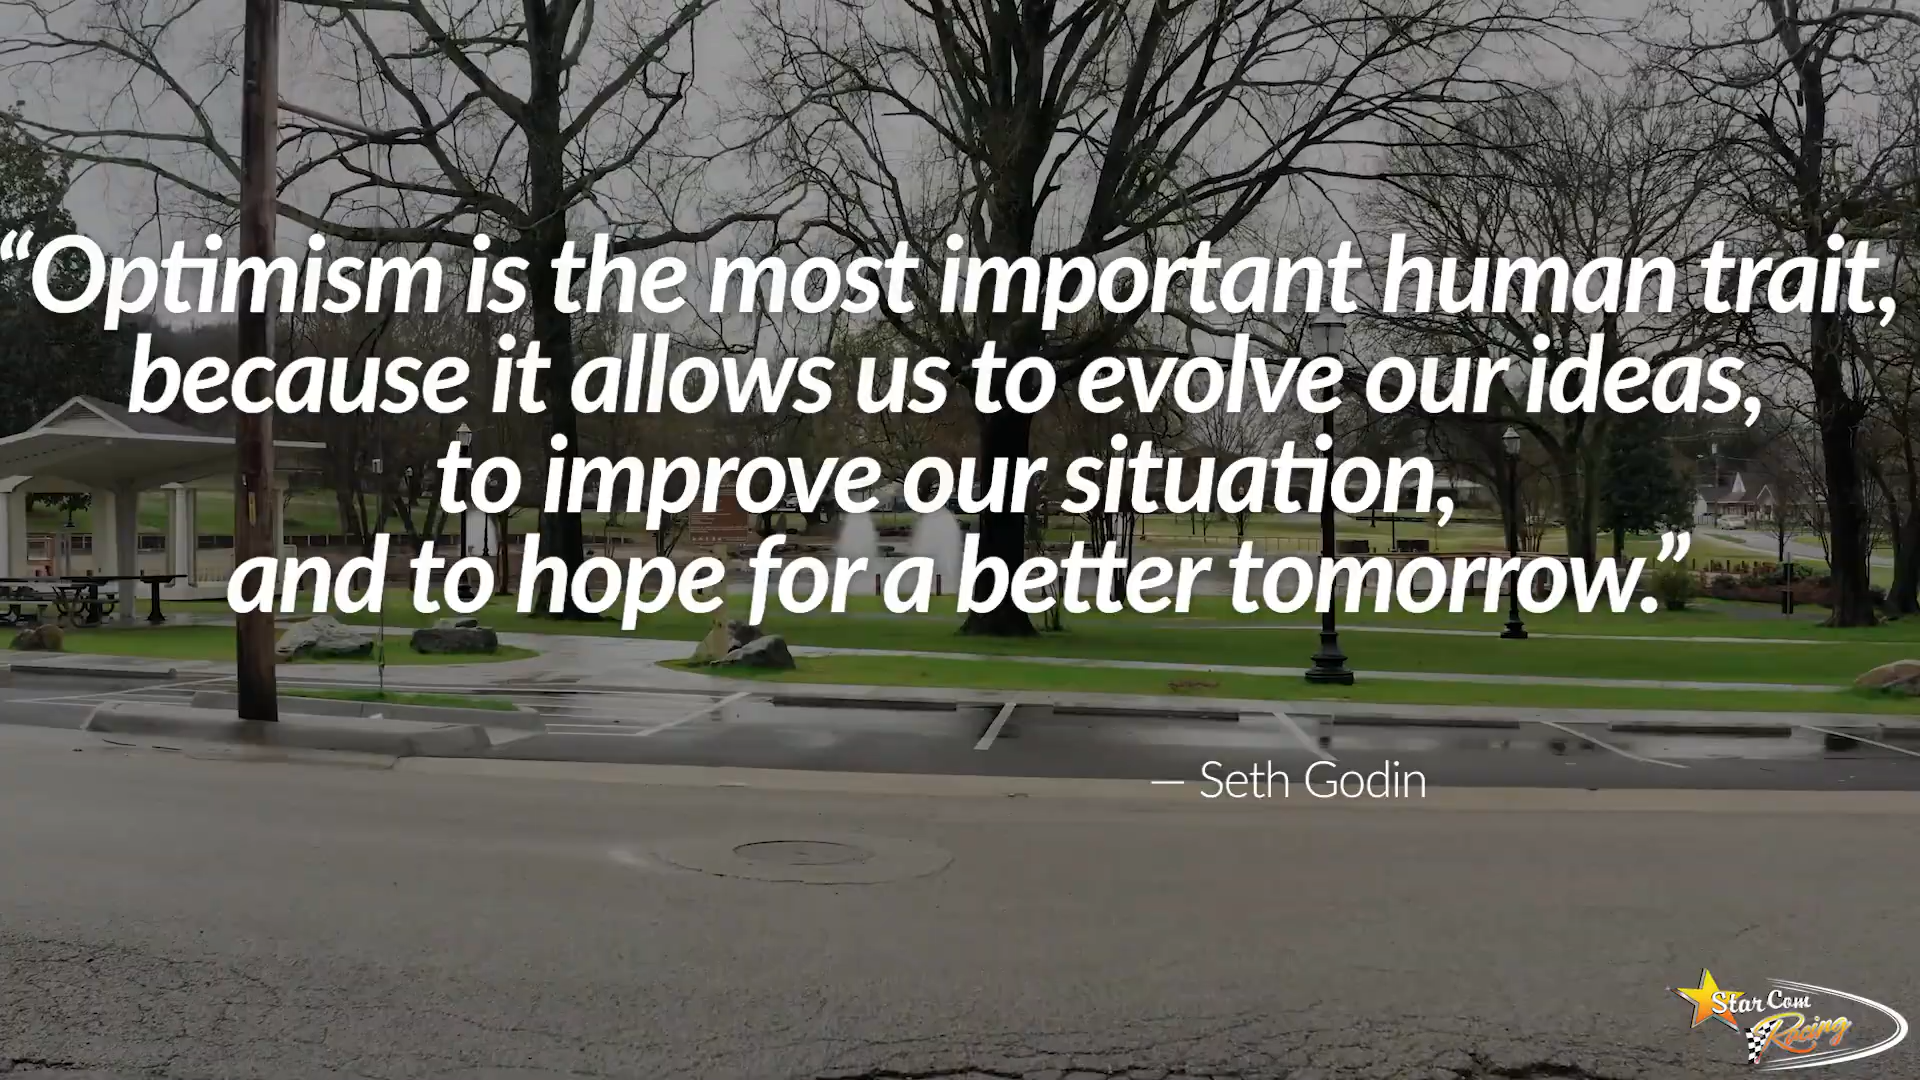 “Optimism is the most important human trait,
because it allows us to evolve our ideas,
to improve our situation,
and to hope for a better tomorrow.”
— Seth Godin
Star Com
Racing